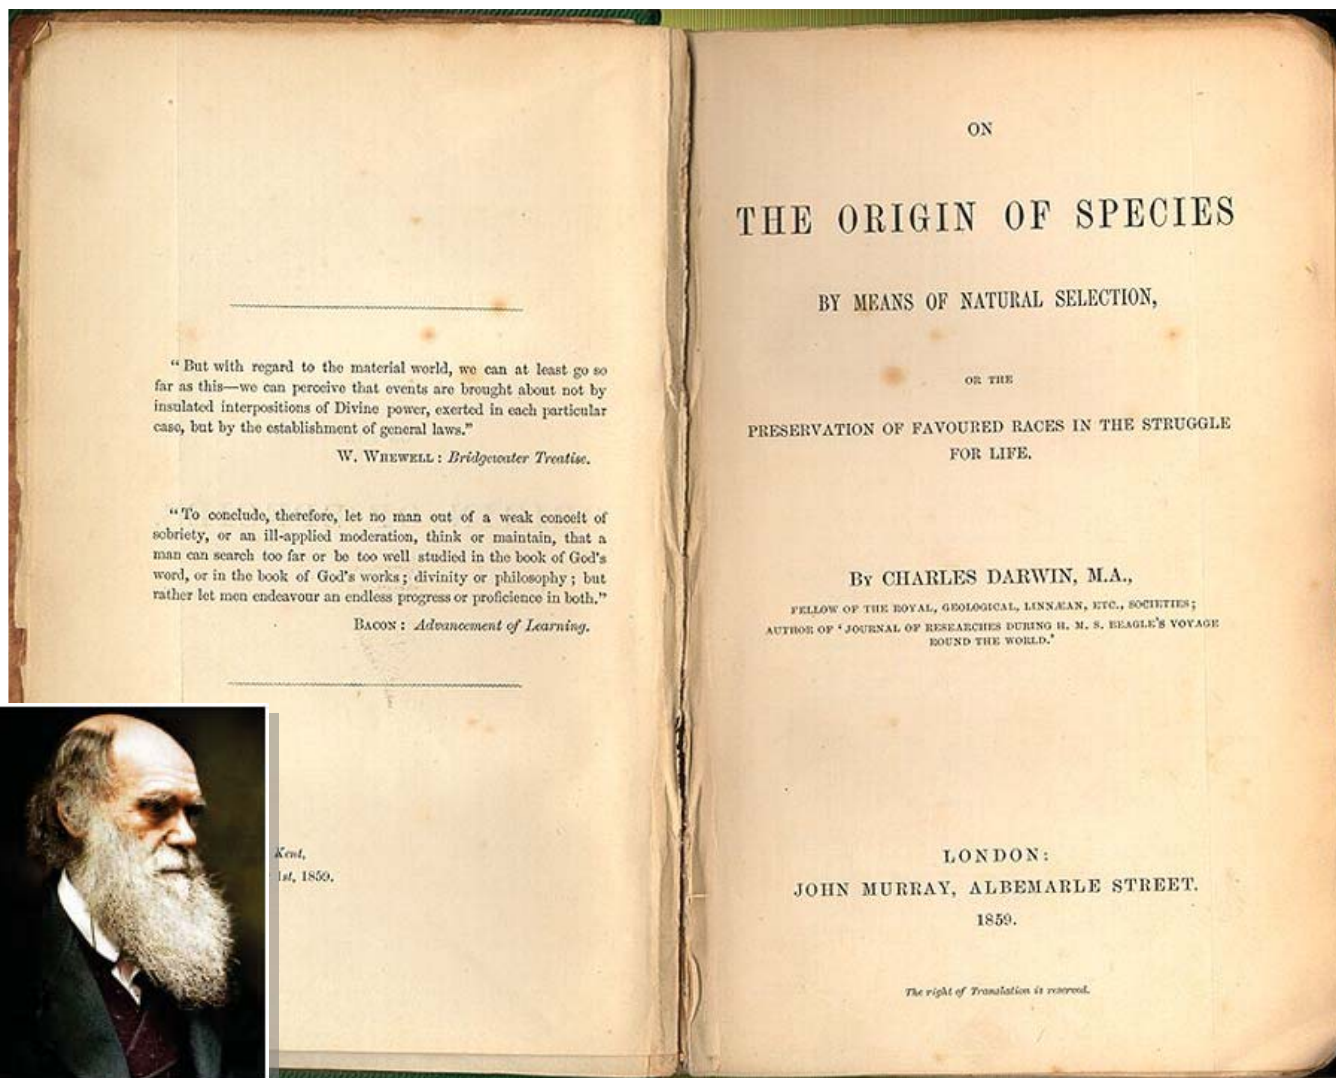 “But with regard to the material world, we can at least go so
far as this—we can perceive that events are brought about not by
insulated interpositions of Divine power, exerted in each particular
case, but by the establishment of general laws.”
W. WHEWELL: Bridgewater Treatise.
“To conclude, therefore, let no man out of a weak conceit of
sobriety, or an ill-applied moderation, think or maintain, that a
man can search too far or be too well studied in the book of God's
word, or in the book of God's works; divinity or philosophy; but
rather let men endeavour an endless progress or proficience in both.”
BACON: Advancement of Learning.
Kent,
1st, 1859.
ON
THE ORIGIN OF SPECIES
BY MEANS OF NATURAL SELECTION,
OR THE
PRESERVATION OF FAVOURED RACES IN THE STRUGGLE
FOR LIFE.
BY CHARLES DARWIN, M.A.,
FELLOW OF THE ROYAL, GEOLOGICAL, LINNÆAN, ETC., SOCIETIES;
AUTHOR OF ‘JOURNAL OF RESEARCHES DURING H. M. S. BEAGLE'S VOYAGE
ROUND THE WORLD.’
LONDON:
JOHN MURRAY, ALBEMARLE STREET.
1859.
The right of Translation is reserved.